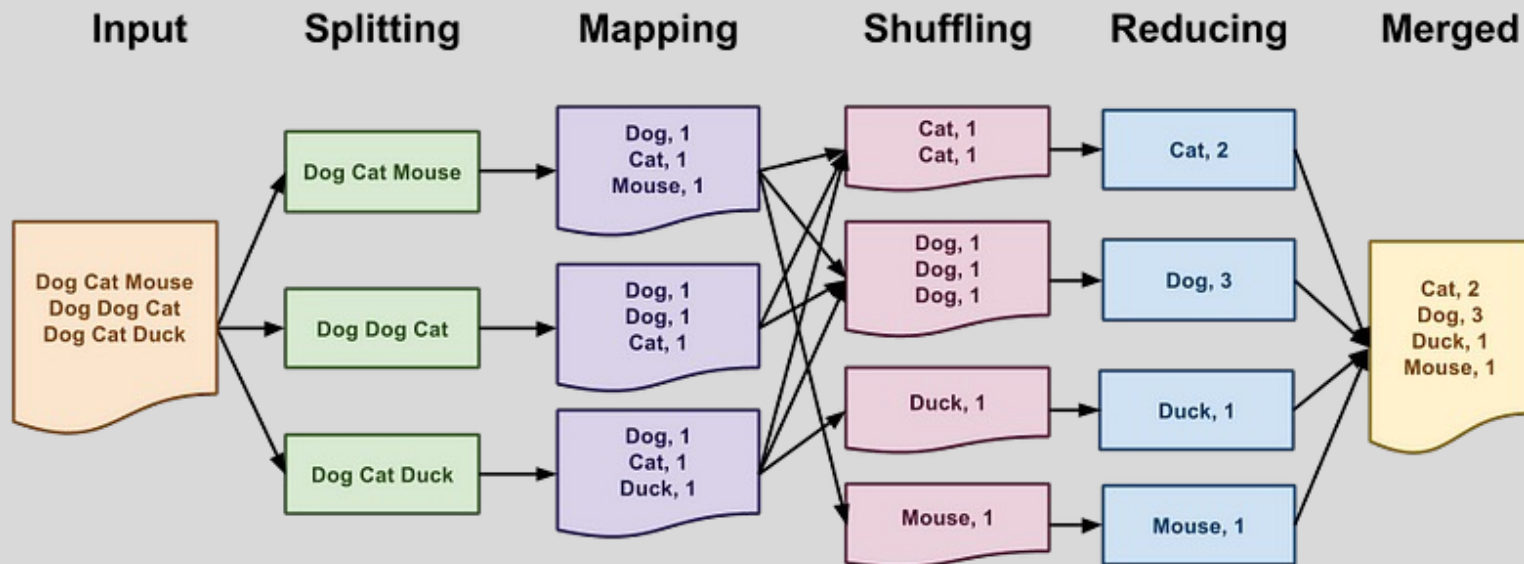 Input
Splitting
Mapping
Shuffling
Reducing
Merged
Dog Cat Mouse
Dog Dog Cat
Dog Cat Duck
Dog Cat Mouse
Dog Dog Cat
Dog Cat Duck
Dog, 1
Cat, 1
Mouse, 1
Dog, 1
Dog, 1
Cat, 1
Dog, 1
Cat, 1
Duck, 1
Cat, 1
Cat, 1
Dog, 1
Dog, 1
Dog, 1
Duck, 1
Mouse, 1
Cat, 2
Dog, 3
Duck, 1
Mouse, 1
Cat, 2
Dog, 3
Duck, 1
Mouse, 1